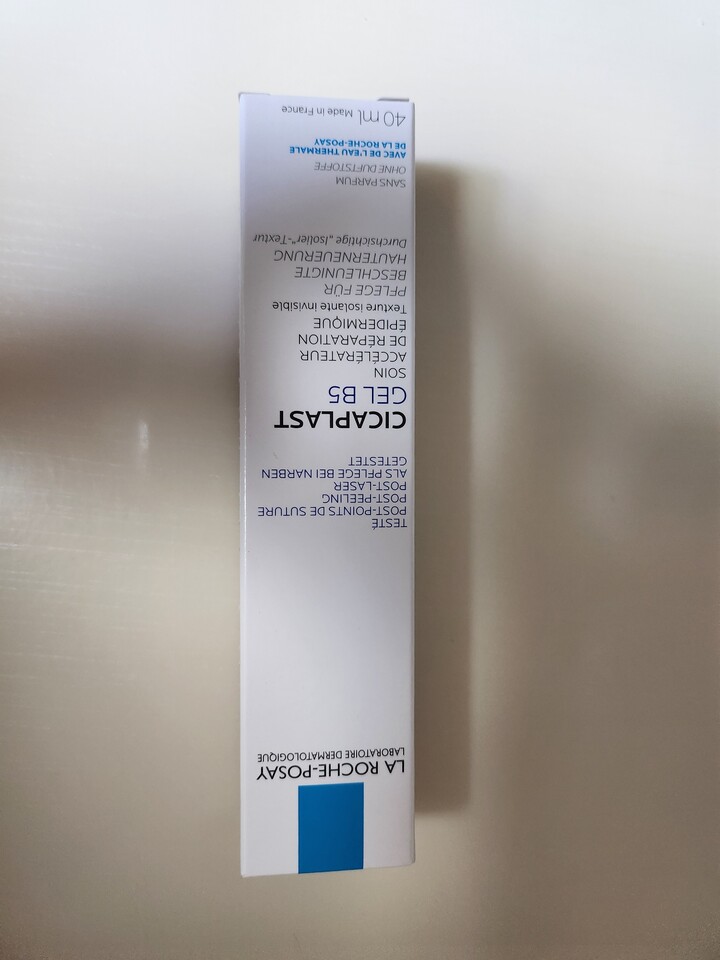 LA ROCHE-POSAY
LABORATOIRE DERMATOLOGIQUE
TESTÉ
POST-POINTS DE SUTURE
POST-PEELING
POST-LASER
ALS PFLEGE BEI NARBEN
GETESTET
CICAPLAST
GEL B5
SOIN
ACCÉLÉRATEUR
DE RÉPARATION
ÉPIDERMIQUE
Texture isolante invisible
PFLEGE FÜR
BESCHLEUNIGTE
HAUTERNEUERUNG
Durchsichtige „Isolier"-Textur
SANS PARFUM
OHNE DUFTSTOFFE
AVEC DE L'EAU THERMALE
DE LA ROCHE-POSAY
40 ml Made in France